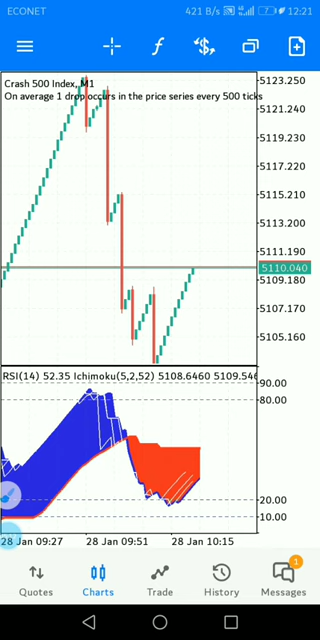 ECONET 421 B/s 4G 7 12:21
Crash 500 Index, M1
On average 1 drop occurs in the price series every 500 ticks
5123.250
5121.240
5119.230
5117.220
5115.210
5113.200
5111.190
5110.040
5109.180
5107.170
5105.160
RSI(14) 52.35 Ichimoku(5,2,52) 5108.6460 5109.546
90.00
80.00
20.00
10.00
28 Jan 09:27 28 Jan 09:51 28 Jan 10:15
1
Quotes Charts Trade History Messages